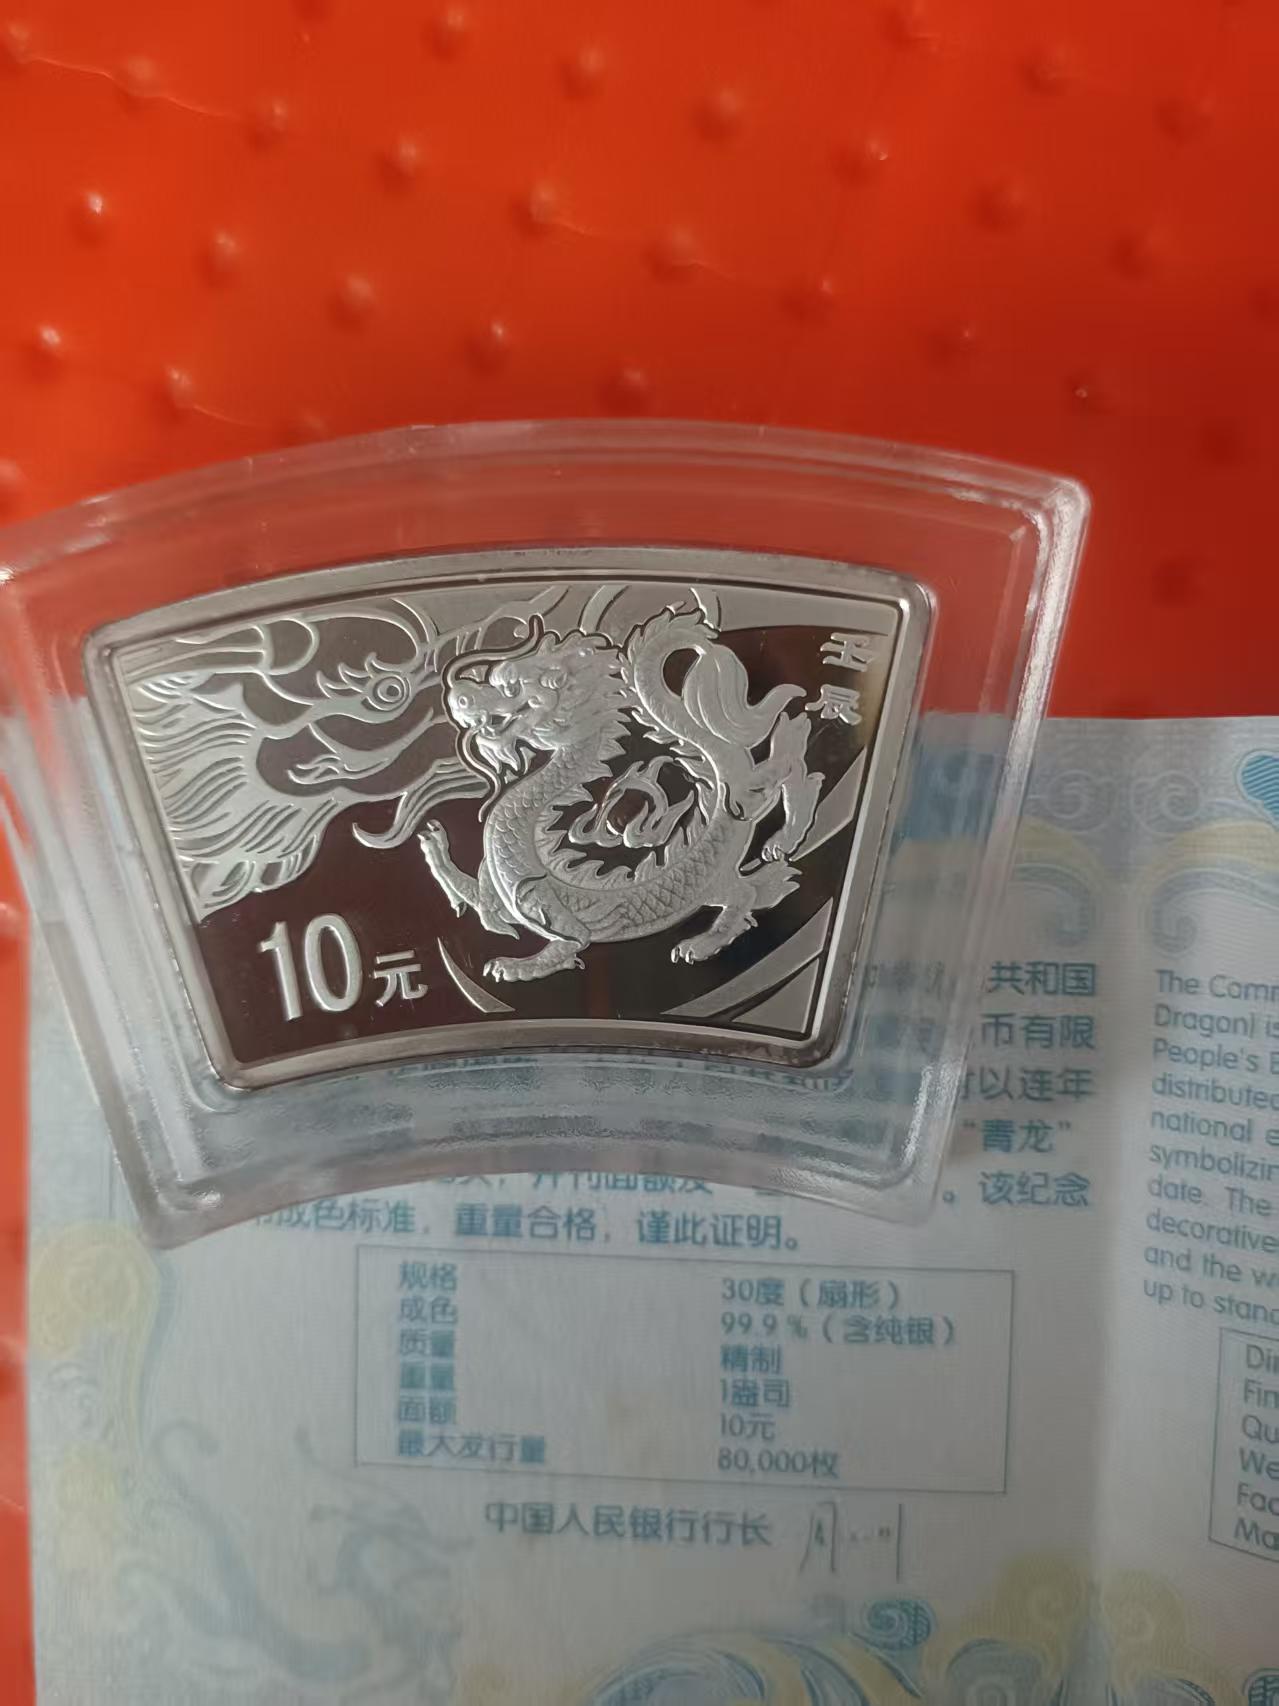 壬
辰
10元
共和国
币有限
以连年
“青龙”
。该纪念
成色标准，重量合格，谨此证明。
规格 30度（扇形）
成色 99.9%（含纯银）
质量 精制
重量 1盎司
面额 10元
最大发行量 80,000枚
中国人民银行行长
The Comm
Dragon) is
People's B
distributed
national e
symbolizin
date. The
decorative
and the w
up to stand
Dim
Fin
Qu
We
Fac
Ma